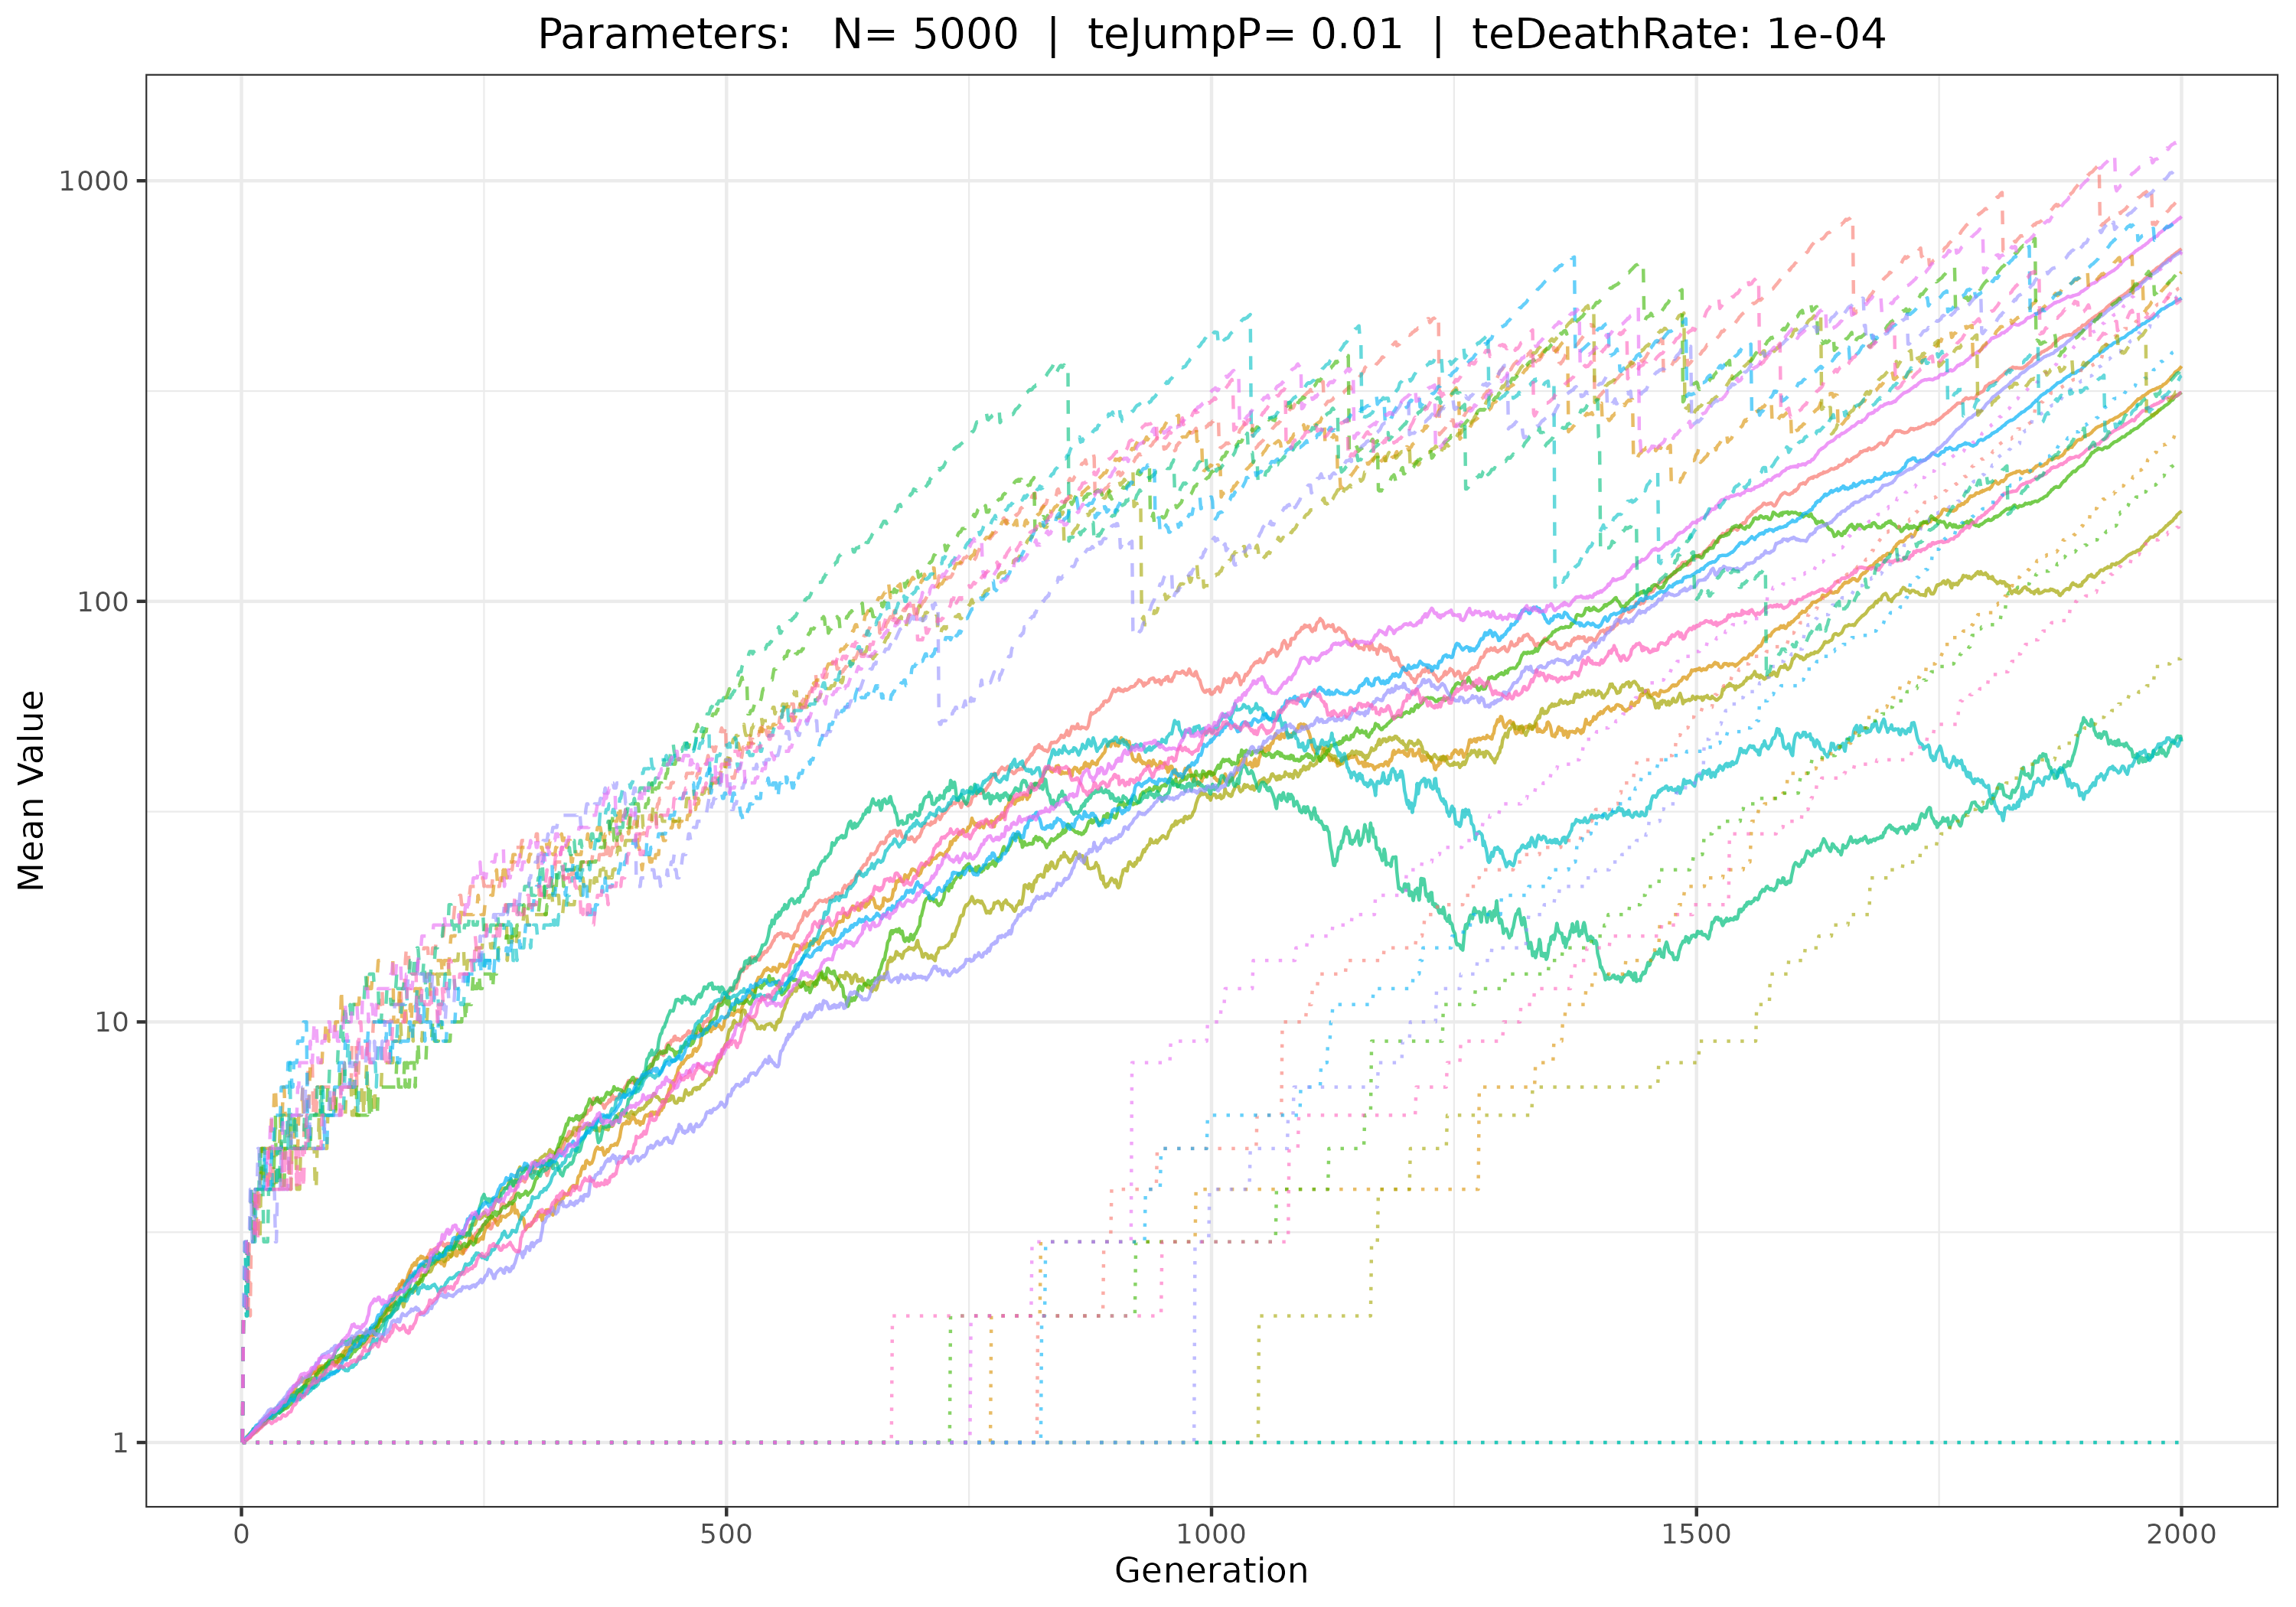 Parameters:   N= 5000  |  teJumpP= 0.01  |  teDeathRate: 1e-04
Mean Value
1000
100
10
1
0 500 1000 1500 2000
Generation